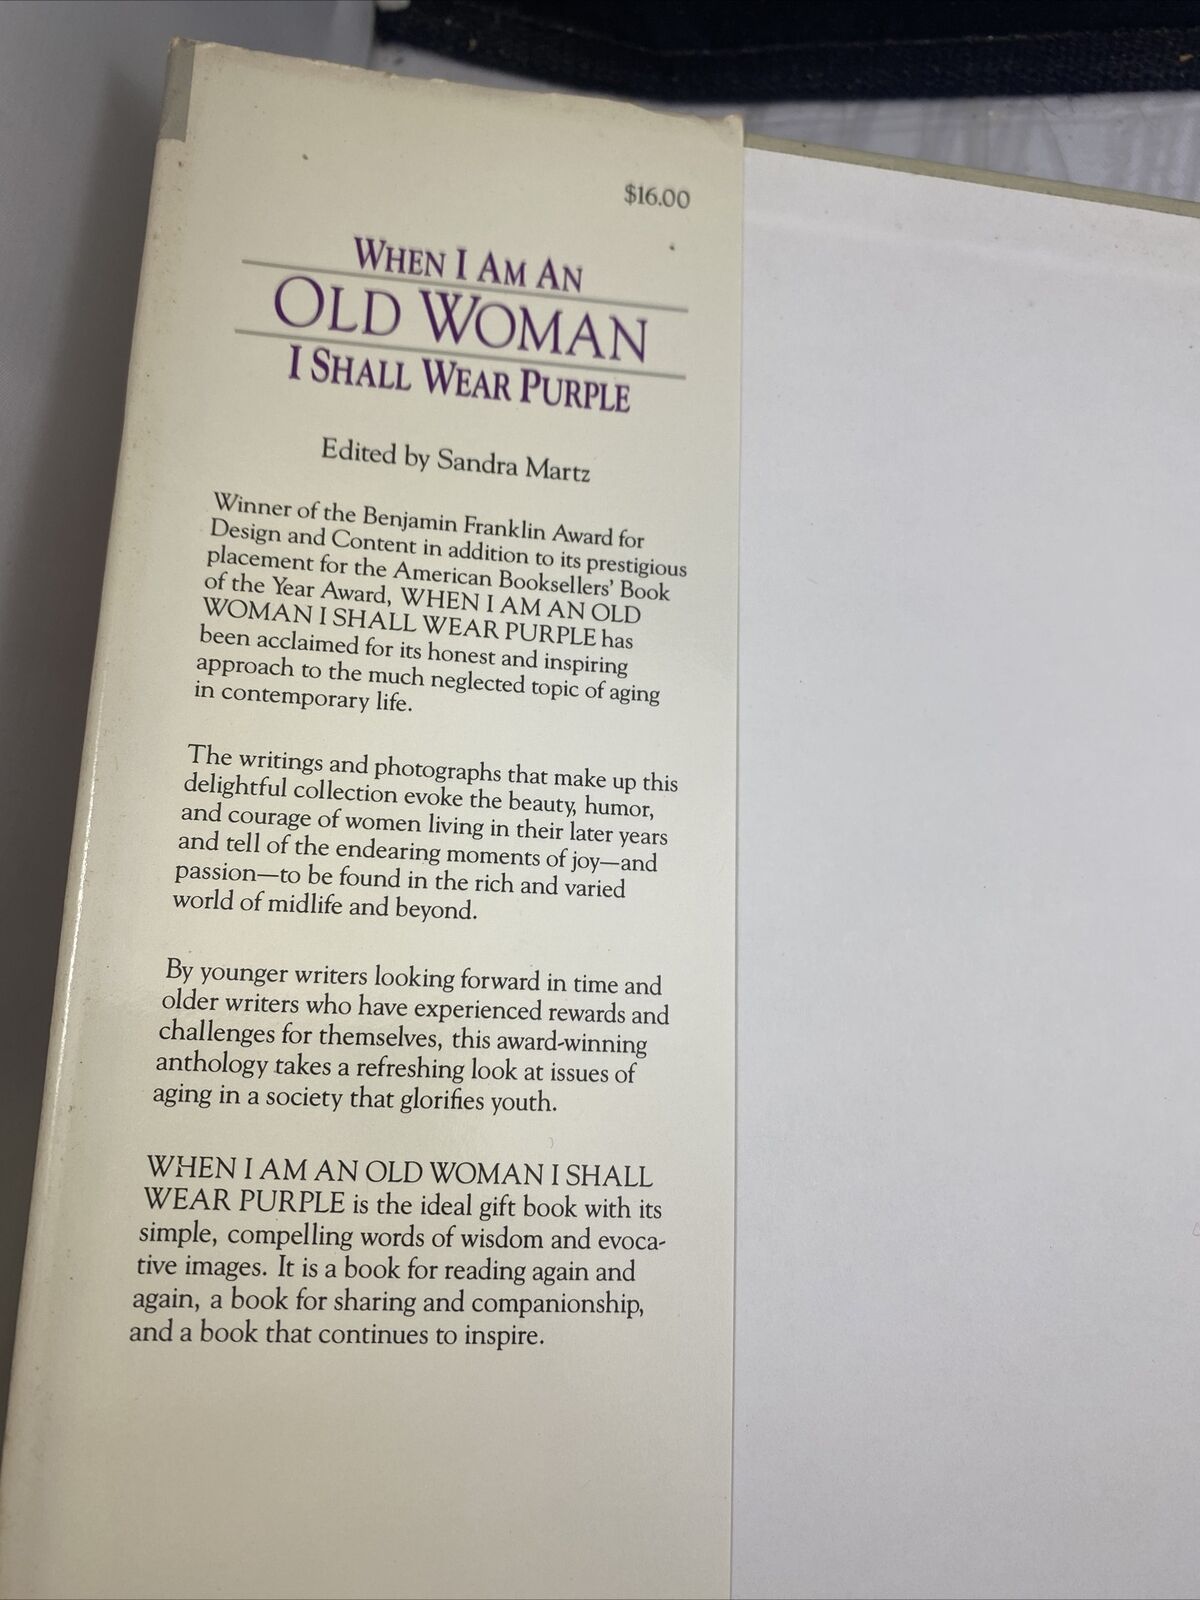 $16.00
WHEN I AM AN
OLD WOMAN
I SHALL WEAR PURPLE
Edited by Sandra Martz
Winner of the Benjamin Franklin Award for
Design and Content in addition to its prestigious
placement for the American Booksellers' Book
of the Year Award, WHEN I AM AN OLD
WOMAN I SHALL WEAR PURPLE has
been acclaimed for its honest and inspiring
approach to the much neglected topic of aging
in contemporary life.
The writings and photographs that make up this
delightful collection evoke the beauty, humor,
and courage of women living in their later years
and tell of the endearing moments of joy—and
passion—to be found in the rich and varied
world of midlife and beyond.
By younger writers looking forward in time and
older writers who have experienced rewards and
challenges for themselves, this award-winning
anthology takes a refreshing look at issues of
aging in a society that glorifies youth.
WHEN I AM AN OLD WOMAN I SHALL
WEAR PURPLE is the ideal gift book with its
simple, compelling words of wisdom and evoca-
tive images. It is a book for reading again and
again, a book for sharing and companionship,
and a book that continues to inspire.